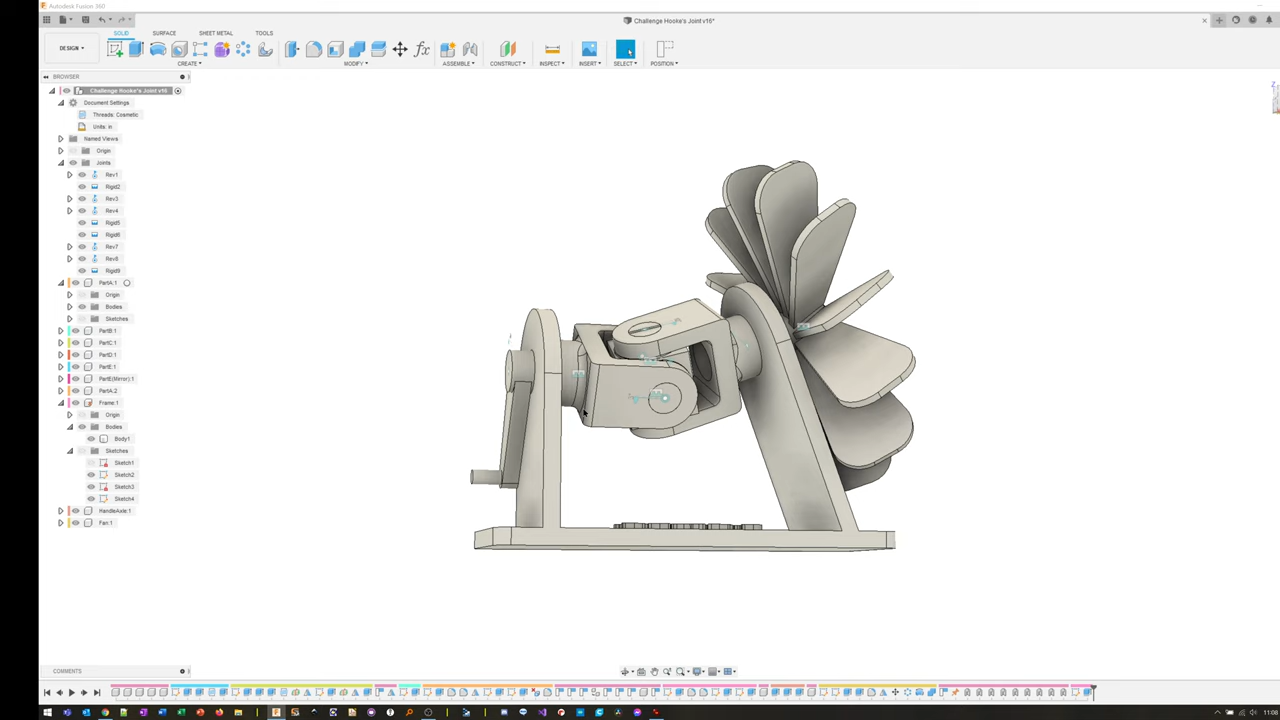 Autodesk Fusion 360
Challenge Hooke's Joint v16*
SOLID SURFACE SHEET METAL TOOLS
DESIGN
CREATE MODIFY ASSEMBLE CONSTRUCT INSPECT INSERT SELECT POSITION
BROWSER
Challenge Hooke's Joint v16
Document Settings
Threads: Cosmetic
Units: in
Named Views
Origin
Joints
Rev1
Rigid2
Rev3
Rev4
Rigid5
Rigid6
Rev7
Rev8
Rigid9
PartA:1
Origin
Bodies
Sketches
PartB:1
PartC:1
PartD:1
PartE:1
PartE(Mirror):1
PartA:2
Frame:1
Origin
Bodies
Body1
Sketches
Sketch1
Sketch2
Sketch3
Sketch4
HandleAxle:1
Fan:1
COMMENTS